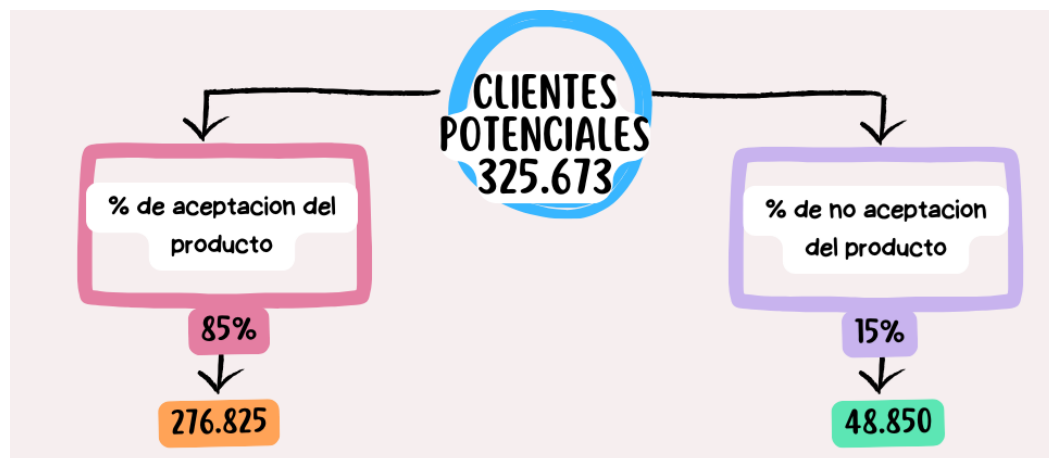 CLIENTES
POTENCIALES
325.673
% de aceptacion del
producto
85%
276.825
% de no aceptacion
del producto
15%
48.850